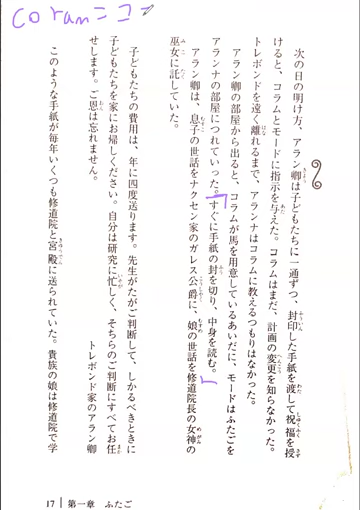 coram = コラ
次の日の明け方、アラン卿は子どもたちに一通ずつ、封印した手紙を渡して祝福を授
けると、コラムとモードに指示を与えた。コラムはまだ、計画の変更を知らなかった。
トレボンドを遠く離れるまで、アランナはコラムに教えるつもりはなかった。
アラン卿の部屋から出ると、コラムが馬を用意しているあいだに、モードはふたごを
アランナの部屋につれていった。すぐに手紙の封を切り、中身を読む。
アラン卿は、息子の世話をナクセン家のガレス公爵に、娘の世話を修道院長の女神の
巫女に託していた。
子どもたちの費用は、年に四度送ります。先生がたがご判断して、しかるべきときに
子どもたちを家にお帰しください。自分は研究に忙しく、そちらのご判断にすべてお任
せします。ご恩は忘れません。
トレボンド家のアラン卿
このような手紙が毎年いくつも修道院と宮殿に送られていた。貴族の娘は修道院で学
17 第一章 ふたご